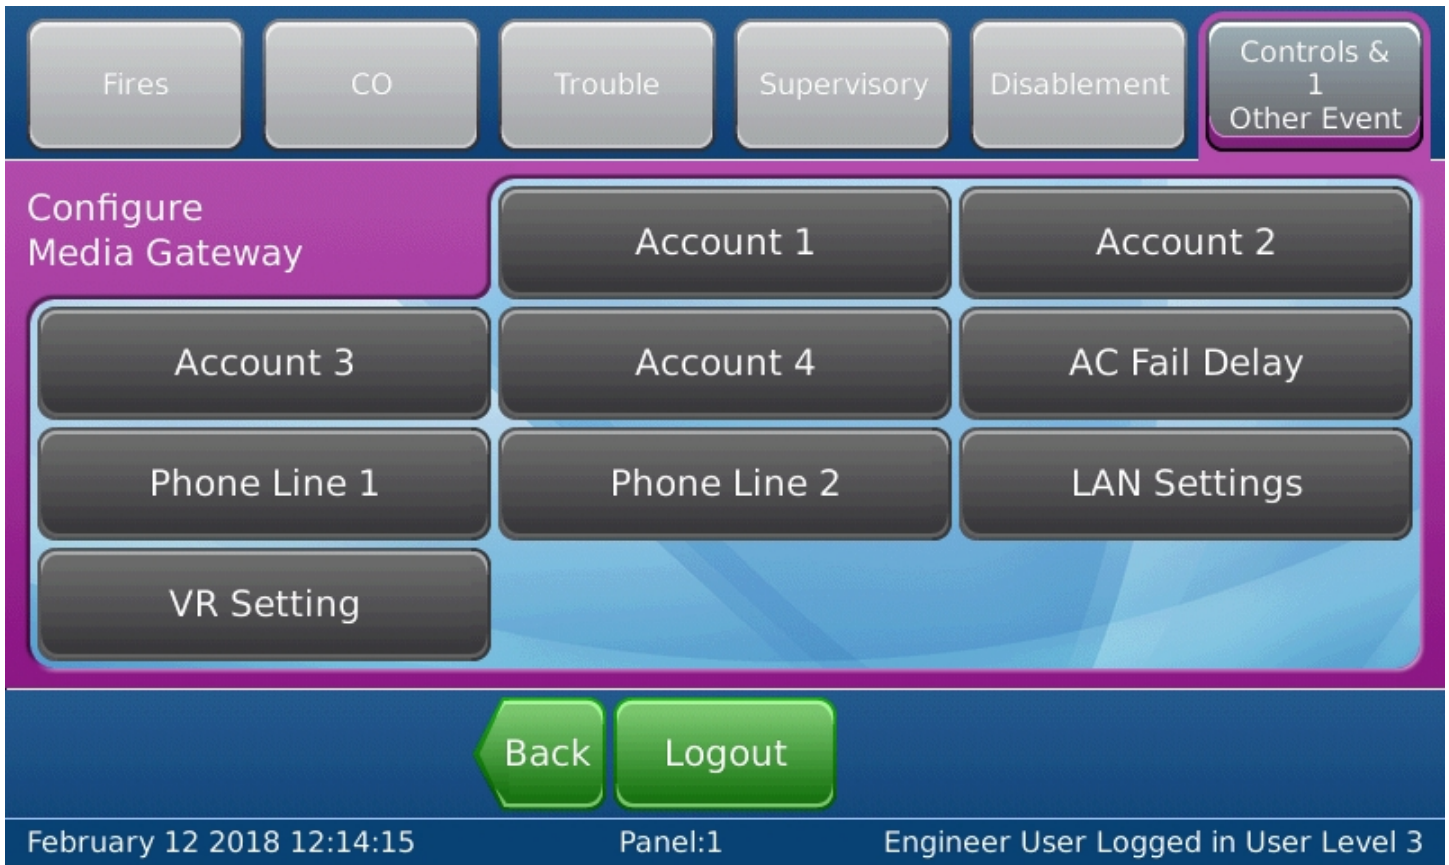 Fires
CO
Trouble
Supervisory
Disablement
Controls &
1
Other Event
Configure
Media Gateway
Account 1
Account 2
Account 3
Account 4
AC Fail Delay
Phone Line 1
Phone Line 2
LAN Settings
VR Setting
Back
Logout
February 12 2018 12:14:15
Panel:1
Engineer User Logged in User Level 3